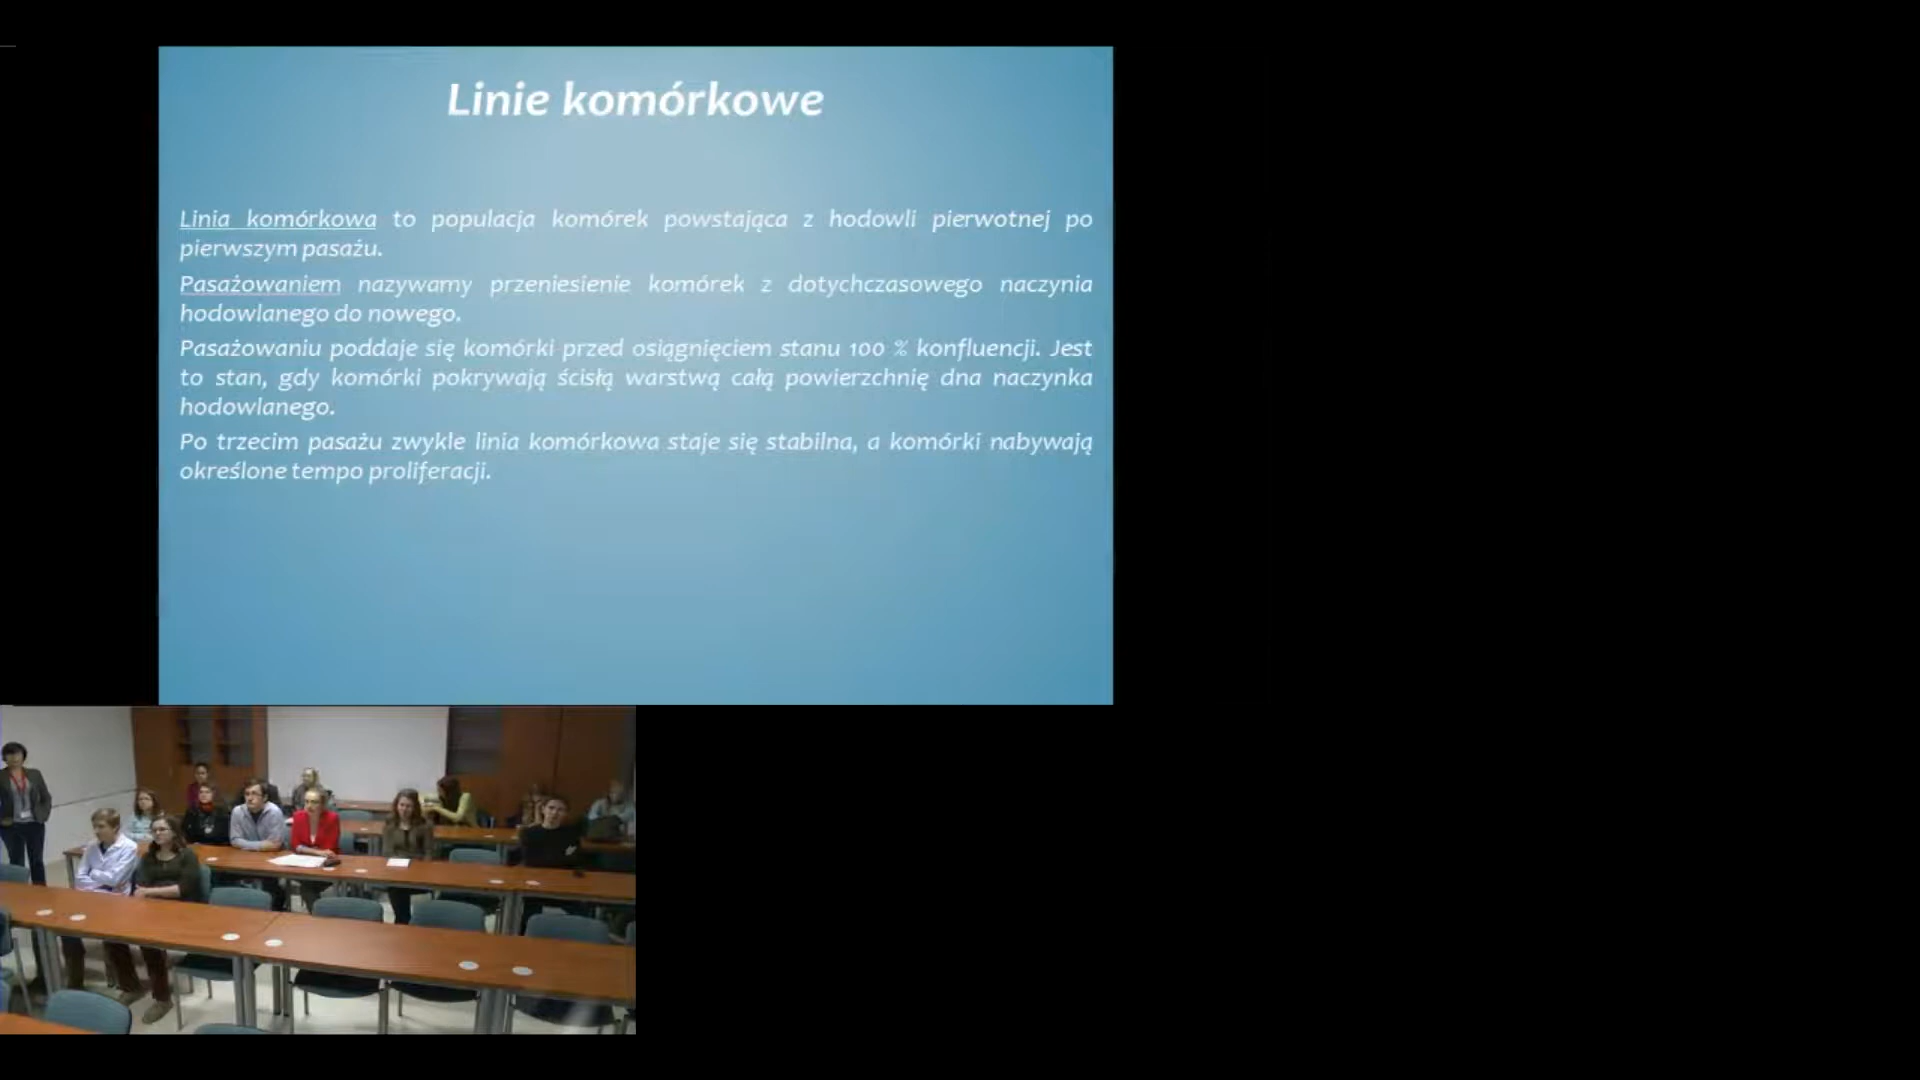 Linie komórkowe
Linia komórkowa to populacja komórek powstająca z hodowli pierwotnej po
pierwszym pasażu.
Pasażowaniem nazywamy przeniesienie komórek z dotychczasowego naczynia
hodowlanego do nowego.
Pasażowaniu poddaje się komórki przed osiągnięciem stanu 100 % konfluencji. Jest
to stan, gdy komórki pokrywają ścisłą warstwą całą powierzchnię dna naczynka
hodowlanego.
Po trzecim pasażu zwykle linia komórkowa staje się stabilna, a komórki nabywają
określone tempo proliferacji.